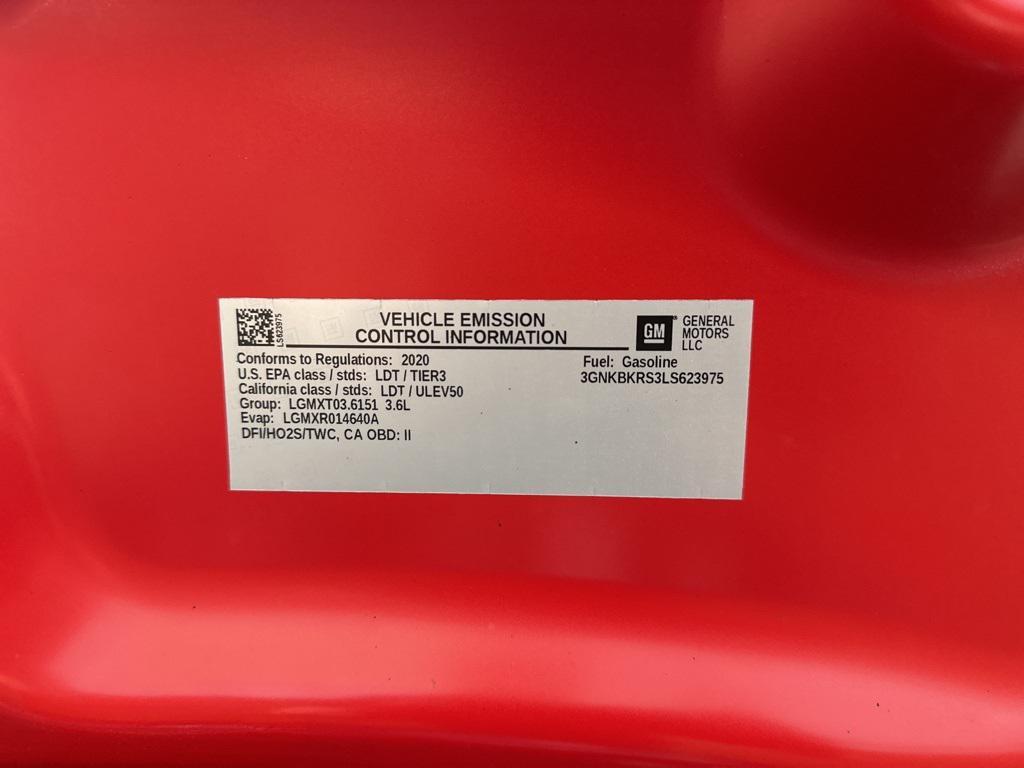 LS623975
VEHICLE EMISSION
CONTROL INFORMATION
GM®
GENERAL
MOTORS
LLC
Conforms to Regulations: 2020
U.S. EPA class / stds: LDT / TIER3
California class / stds: LDT / ULEV50
Group: LGMXT03.6151 3.6L
Evap: LGMXR014640A
DFI/HO2S/TWC, CA OBD: II
Fuel: Gasoline
3GNKBKRS3LS623975